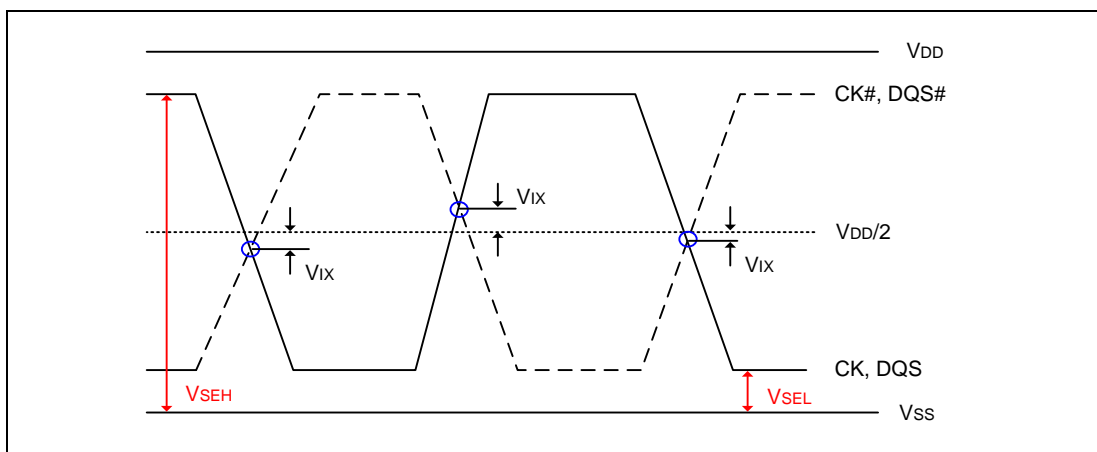 VDD
CK#, DQS#
VIX
VDD/2
VIX
VIX
CK, DQS
VSEH
VSEL
VSS